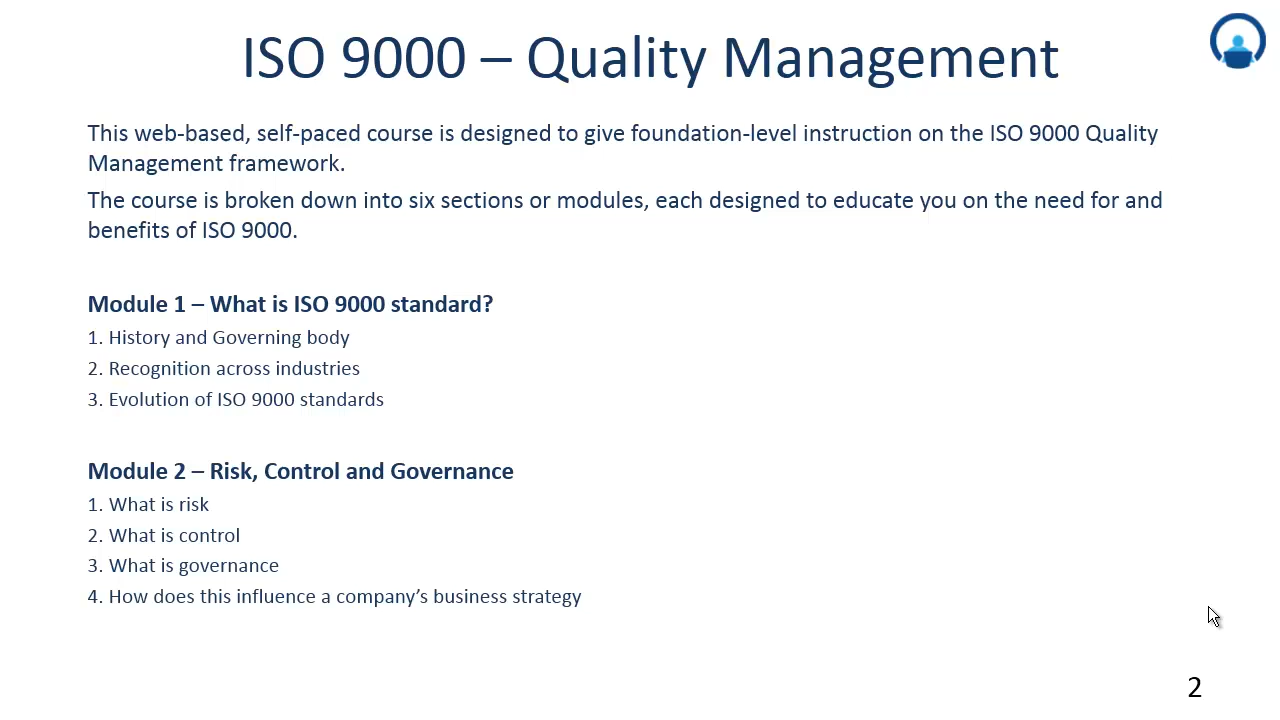 ISO 9000 – Quality Management
This web-based, self-paced course is designed to give foundation-level instruction on the ISO 9000 Quality
Management framework.
The course is broken down into six sections or modules, each designed to educate you on the need for and
benefits of ISO 9000.
Module 1 – What is ISO 9000 standard?
1. History and Governing body
2. Recognition across industries
3. Evolution of ISO 9000 standards
Module 2 – Risk, Control and Governance
1. What is risk
2. What is control
3. What is governance
4. How does this influence a company’s business strategy
2